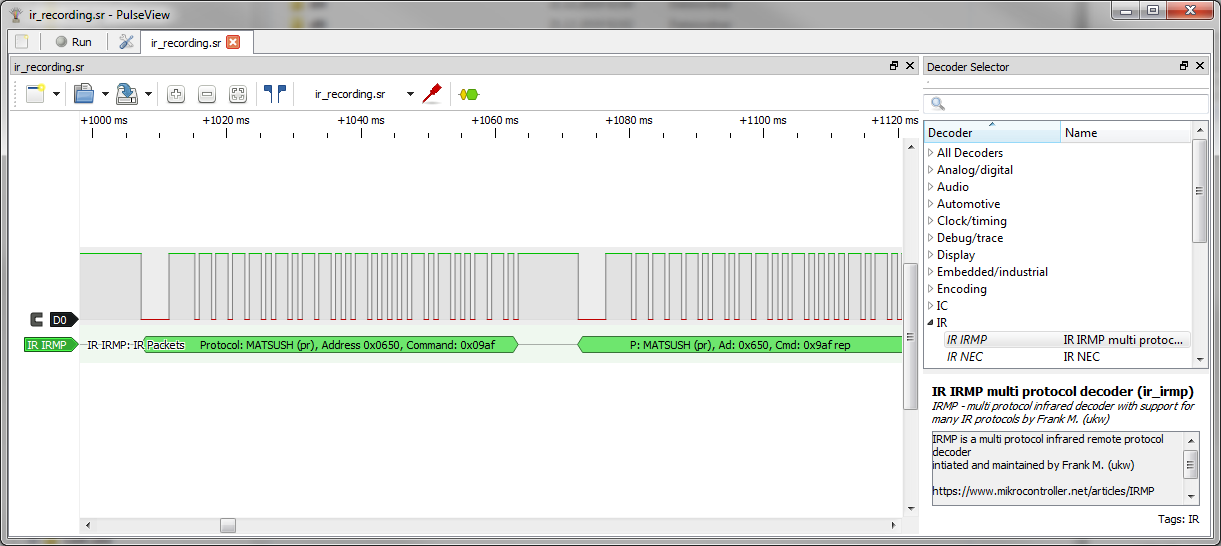 ir_recording.sr - PulseView
Run
ir_recording.sr
ir_recording.sr
Decoder Selector
ir_recording.sr
+1000 ms
+1020 ms
+1040 ms
+1060 ms
+1080 ms
+1100 ms
+1120 ms
D0
IR IRMP
IR IRMP: IR
Packets
Protocol: MATSUSH (pr), Address 0x0650, Command: 0x09af
P: MATSUSH (pr), Ad: 0x650, Cmd: 0x9af rep
Decoder Name
All Decoders
Analog/digital
Audio
Automotive
Clock/timing
Debug/trace
Display
Embedded/industrial
Encoding
IC
IR
IR IRMP IR IRMP multi protoc...
IR NEC IR NEC
IR IRMP multi protocol decoder (ir_irmp)
IRMP - multi protocol infrared decoder with support for
many IR protocols by Frank M. (ukw)
IRMP is a multi protocol infrared remote protocol
decoder
intiated and maintained by Frank M. (ukw)
https://www.mikrocontroller.net/articles/IRMP
Tags: IR